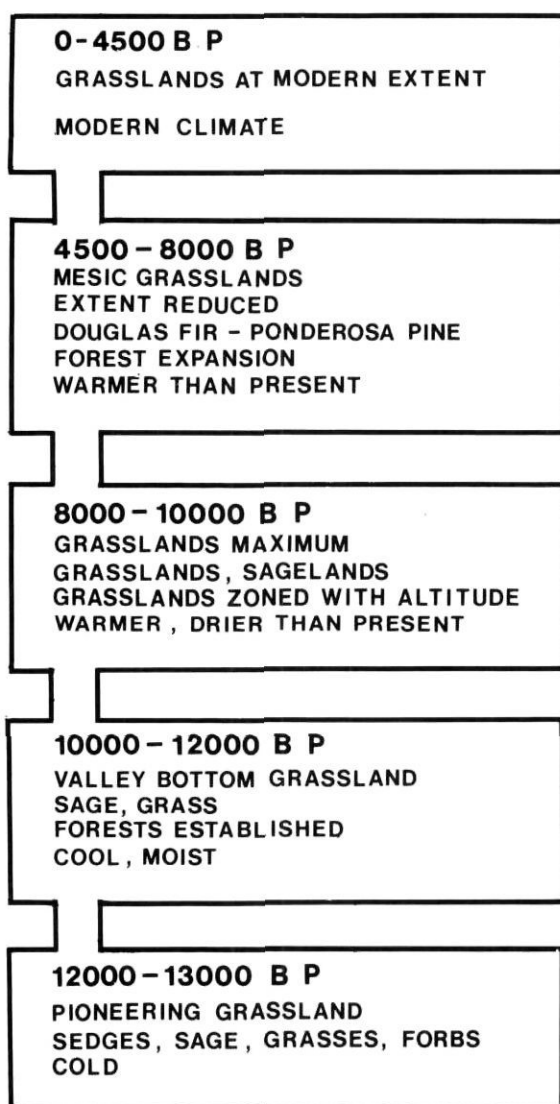 0-4500 B P
GRASSLANDS AT MODERN EXTENT
MODERN CLIMATE
4500-8000 B P
MESIC GRASSLANDS
EXTENT REDUCED
DOUGLAS FIR - PONDEROSA PINE
FOREST EXPANSION
WARMER THAN PRESENT
8000-10000 B P
GRASSLANDS MAXIMUM
GRASSLANDS, SAGELANDS
GRASSLANDS ZONED WITH ALTITUDE
WARMER, DRIER THAN PRESENT
10000-12000 B P
VALLEY BOTTOM GRASSLAND
SAGE, GRASS
FORESTS ESTABLISHED
COOL, MOIST
12000-13000 B P
PIONEERING GRASSLAND
SEDGES, SAGE, GRASSES, FORBS
COLD